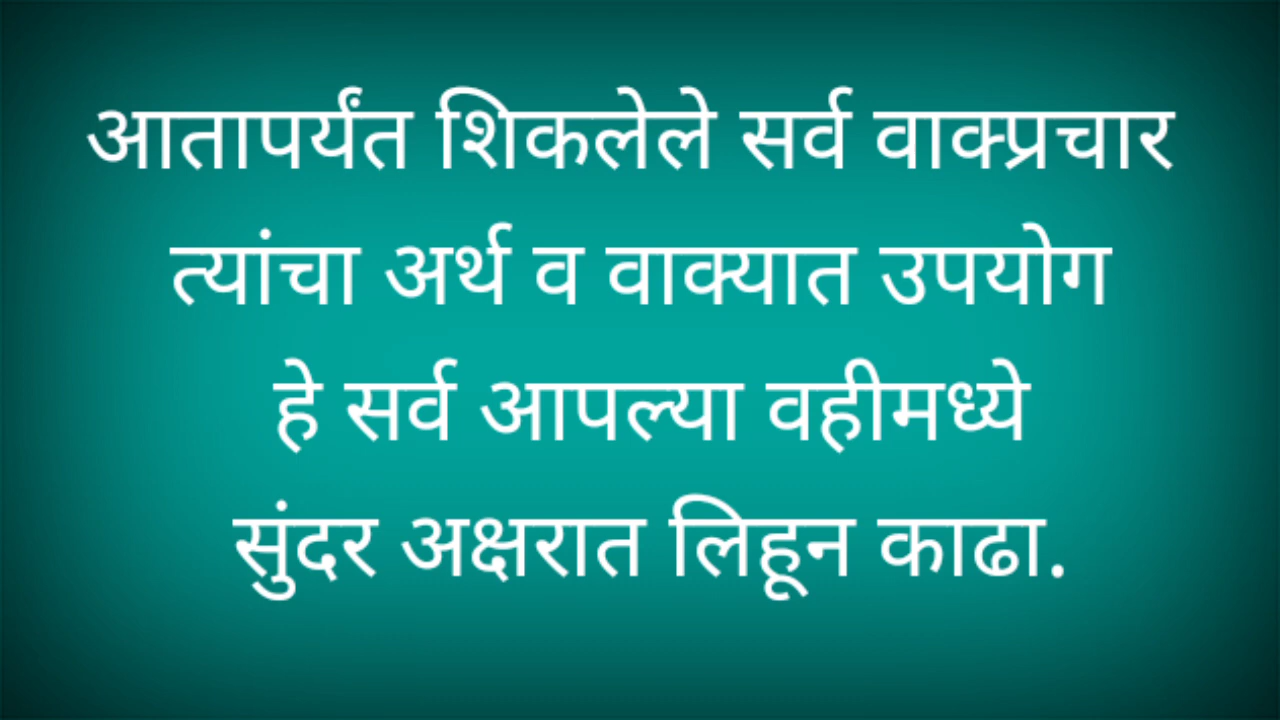 आतापर्यंत शिकलेले सर्व वाक्प्रचार
त्यांचा अर्थ व वाक्यात उपयोग
हे सर्व आपल्या वहीमध्ये
सुंदर अक्षरात लिहून काढा.